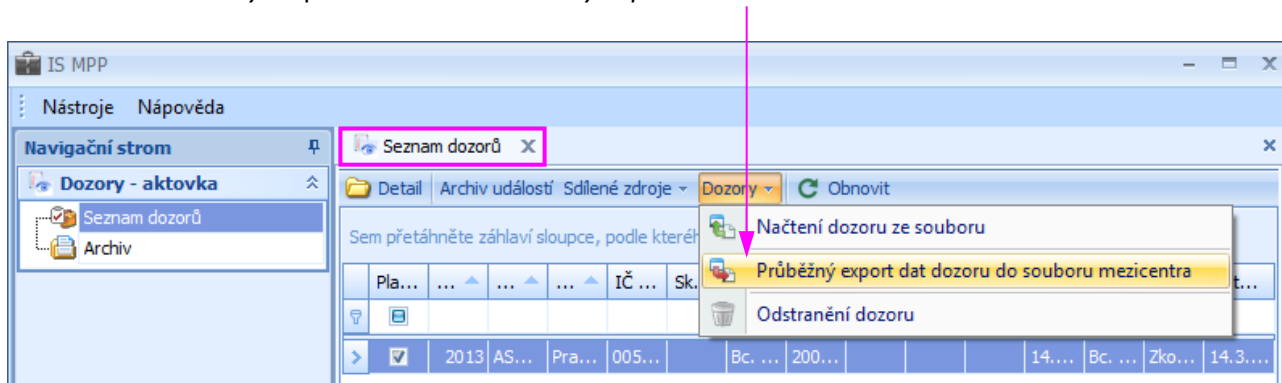 IS MPP
Nástroje Nápověda
Navigační strom
Seznam dozorů
Dozory - aktovka
Detail Archiv událostí Sdílené zdroje Dozory Obnovit
Seznam dozorů
Načtení dozoru ze souboru
Archiv
Sem přetáhněte záhlaví sloupce, podle kteréh
Průběžný export dat dozoru do souboru mezicentra
Pla... ... ... ... IČ ... Sk. t...
Odstranění dozoru
2013 AS... Pra... 005... Bc. ... 200... 14.... Bc. ... Zko... 14.3....